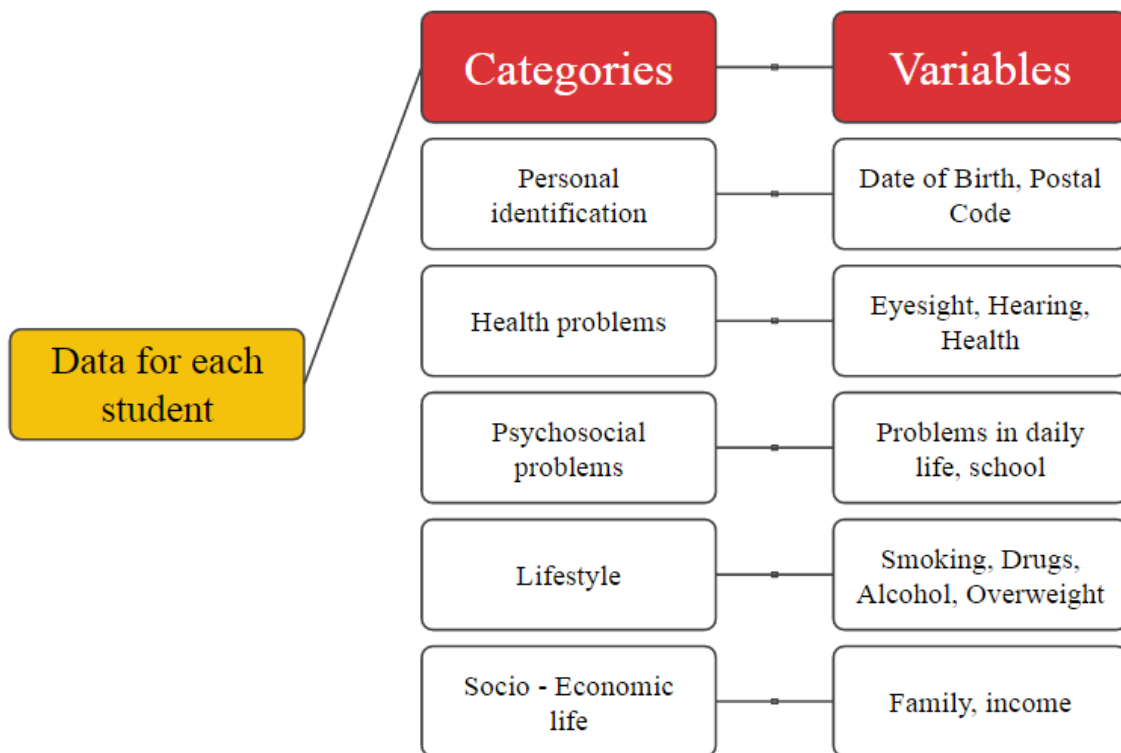 Categories
Variables
Personal
identification
Date of Birth, Postal
Code
Health problems
Eyesight, Hearing,
Health
Data for each
student
Psychosocial
problems
Problems in daily
life, school
Lifestyle
Smoking, Drugs,
Alcohol, Overweight
Socio - Economic
life
Family, income